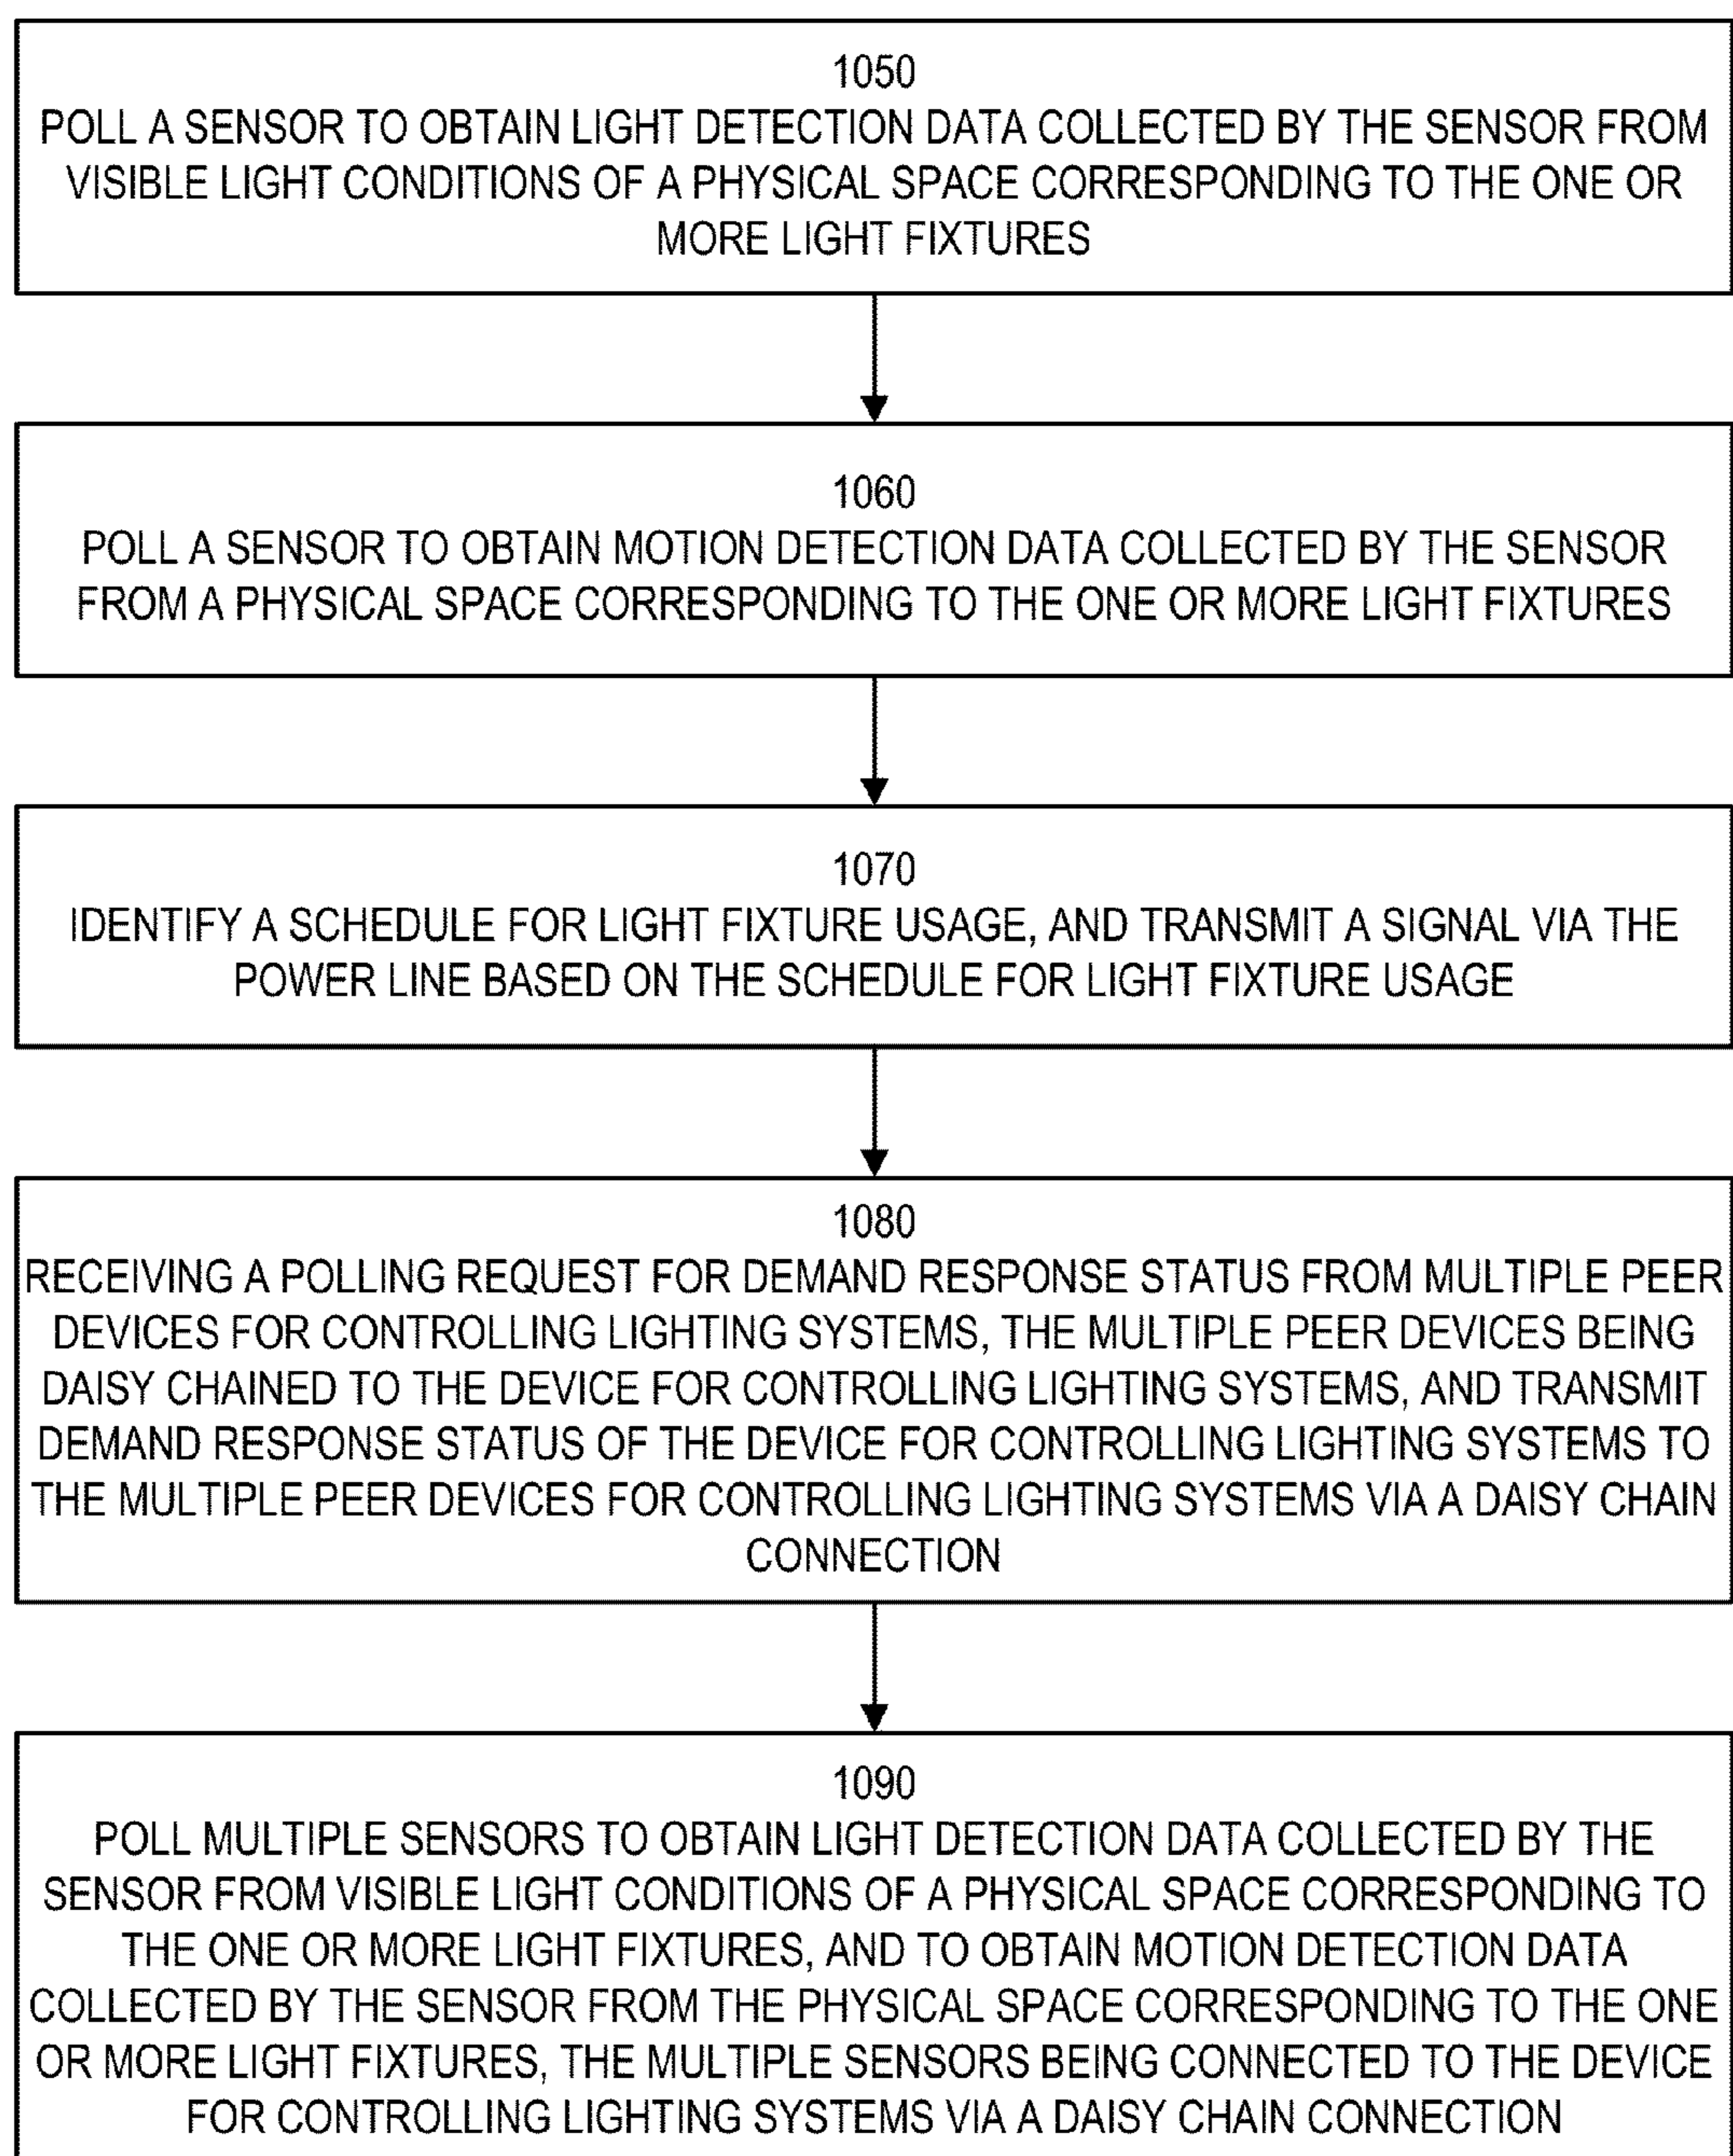 1050
POLL A SENSOR TO OBTAIN LIGHT DETECTION DATA COLLECTED BY THE SENSOR FROM
VISIBLE LIGHT CONDITIONS OF A PHYSICAL SPACE CORRESPONDING TO THE ONE OR
MORE LIGHT FIXTURES
1060
POLL A SENSOR TO OBTAIN MOTION DETECTION DATA COLLECTED BY THE SENSOR
FROM A PHYSICAL SPACE CORRESPONDING TO THE ONE OR MORE LIGHT FIXTURES
1070
IDENTIFY A SCHEDULE FOR LIGHT FIXTURE USAGE, AND TRANSMIT A SIGNAL VIA THE
POWER LINE BASED ON THE SCHEDULE FOR LIGHT FIXTURE USAGE
1080
RECEIVING A POLLING REQUEST FOR DEMAND RESPONSE STATUS FROM MULTIPLE PEER
DEVICES FOR CONTROLLING LIGHTING SYSTEMS, THE MULTIPLE PEER DEVICES BEING
DAISY CHAINED TO THE DEVICE FOR CONTROLLING LIGHTING SYSTEMS, AND TRANSMIT
DEMAND RESPONSE STATUS OF THE DEVICE FOR CONTROLLING LIGHTING SYSTEMS TO
THE MULTIPLE PEER DEVICES FOR CONTROLLING LIGHTING SYSTEMS VIA A DAISY CHAIN
CONNECTION
1090
POLL MULTIPLE SENSORS TO OBTAIN LIGHT DETECTION DATA COLLECTED BY THE
SENSOR FROM VISIBLE LIGHT CONDITIONS OF A PHYSICAL SPACE CORRESPONDING TO
THE ONE OR MORE LIGHT FIXTURES, AND TO OBTAIN MOTION DETECTION DATA
COLLECTED BY THE SENSOR FROM THE PHYSICAL SPACE CORRESPONDING TO THE ONE
OR MORE LIGHT FIXTURES, THE MULTIPLE SENSORS BEING CONNECTED TO THE DEVICE
FOR CONTROLLING LIGHTING SYSTEMS VIA A DAISY CHAIN CONNECTION